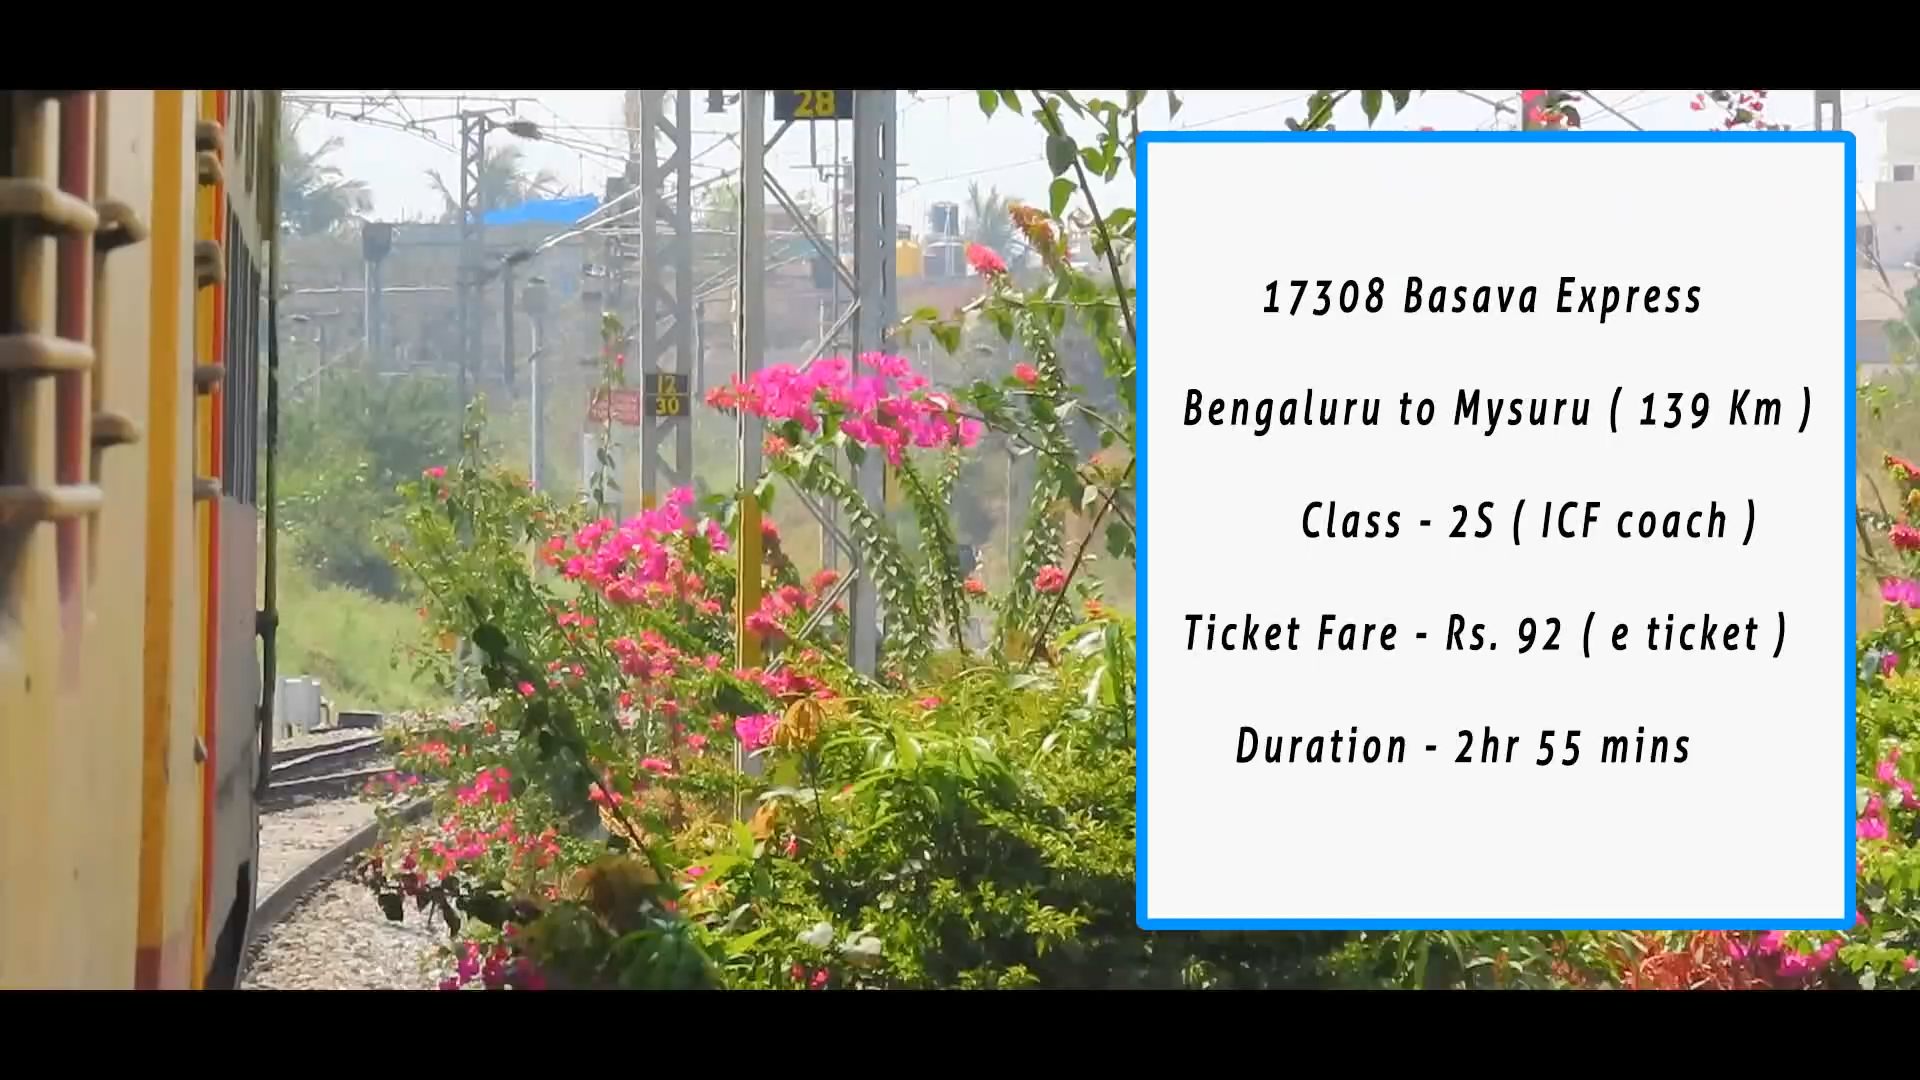 28
12
30
17308 Basava Express
Bengaluru to Mysuru ( 139 Km )
Class - 2S ( ICF coach )
Ticket Fare - Rs. 92 ( e ticket )
Duration - 2hr 55 mins